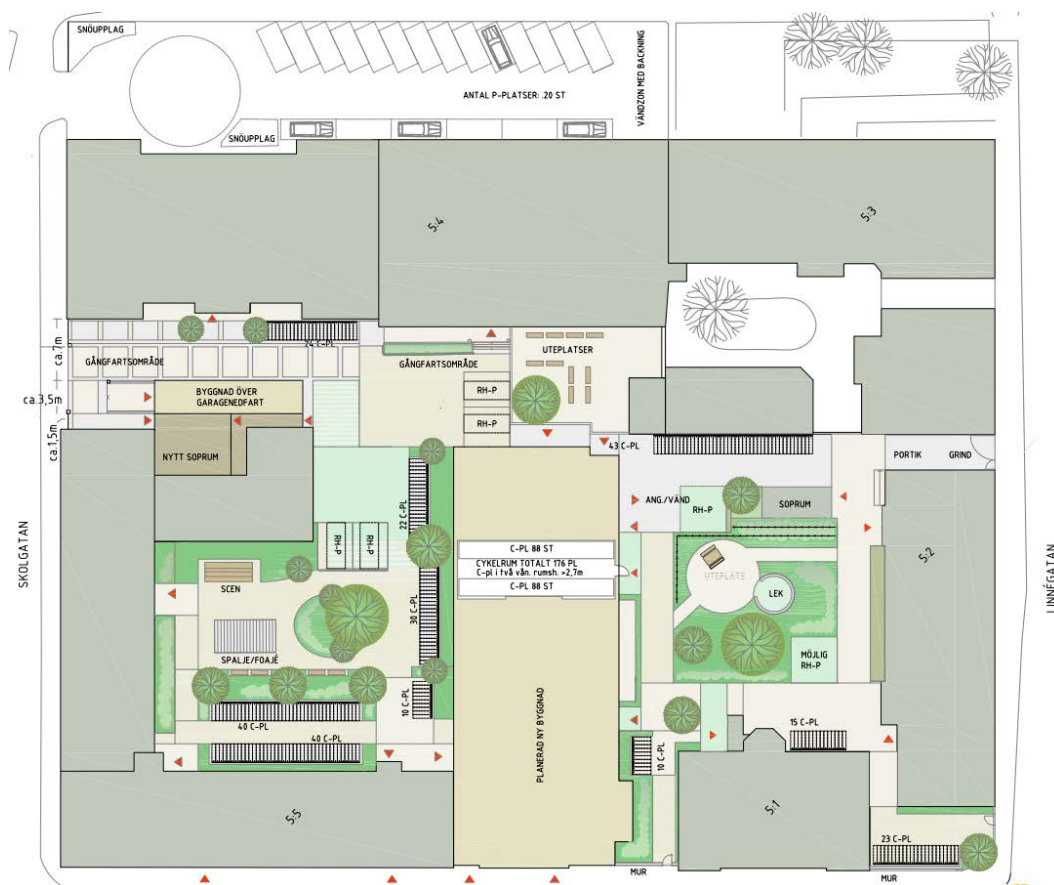 SNÖUPPLAG
ANTAL P-PLATSER: .20 ST
VÄNDZON MED BACKNING
SNÖUPPLAG
5:4
5:3
24 C-PL
ca.7m
GÅNGFARTSOMRÅDE
GÅNGFARTSOMRÅDE
UTEPLATSER
ca.3,5m
BYGGNAD ÖVER
GARAGENEDFART
RH-P
RH-P
ca.1,5m
NYTT SOPRUM
43 C-PL
PORTIK
GRIND
ANG./VÄND
RH-P
SOPRUM
22 C-PL
RH-P
RH-P
C-PL 88 ST
CYKELRUM TOTALT 176 PL
C-pl i två vån. rumsh. >2,7m
C-PL 88 ST
5:2
SKOLGATAN
LINNÉGATAN
SCEN
UTEPLATS
LEK
30 C-PL
SPALJE/FOAJÉ
MÖJLIG
RH-P
10 C-PL
40 C-PL
40 C-PL
15 C-PL
PLANERAD NY BYGGNAD
10 C-PL
5:5
5:1
23 C-PL
MUR
MUR